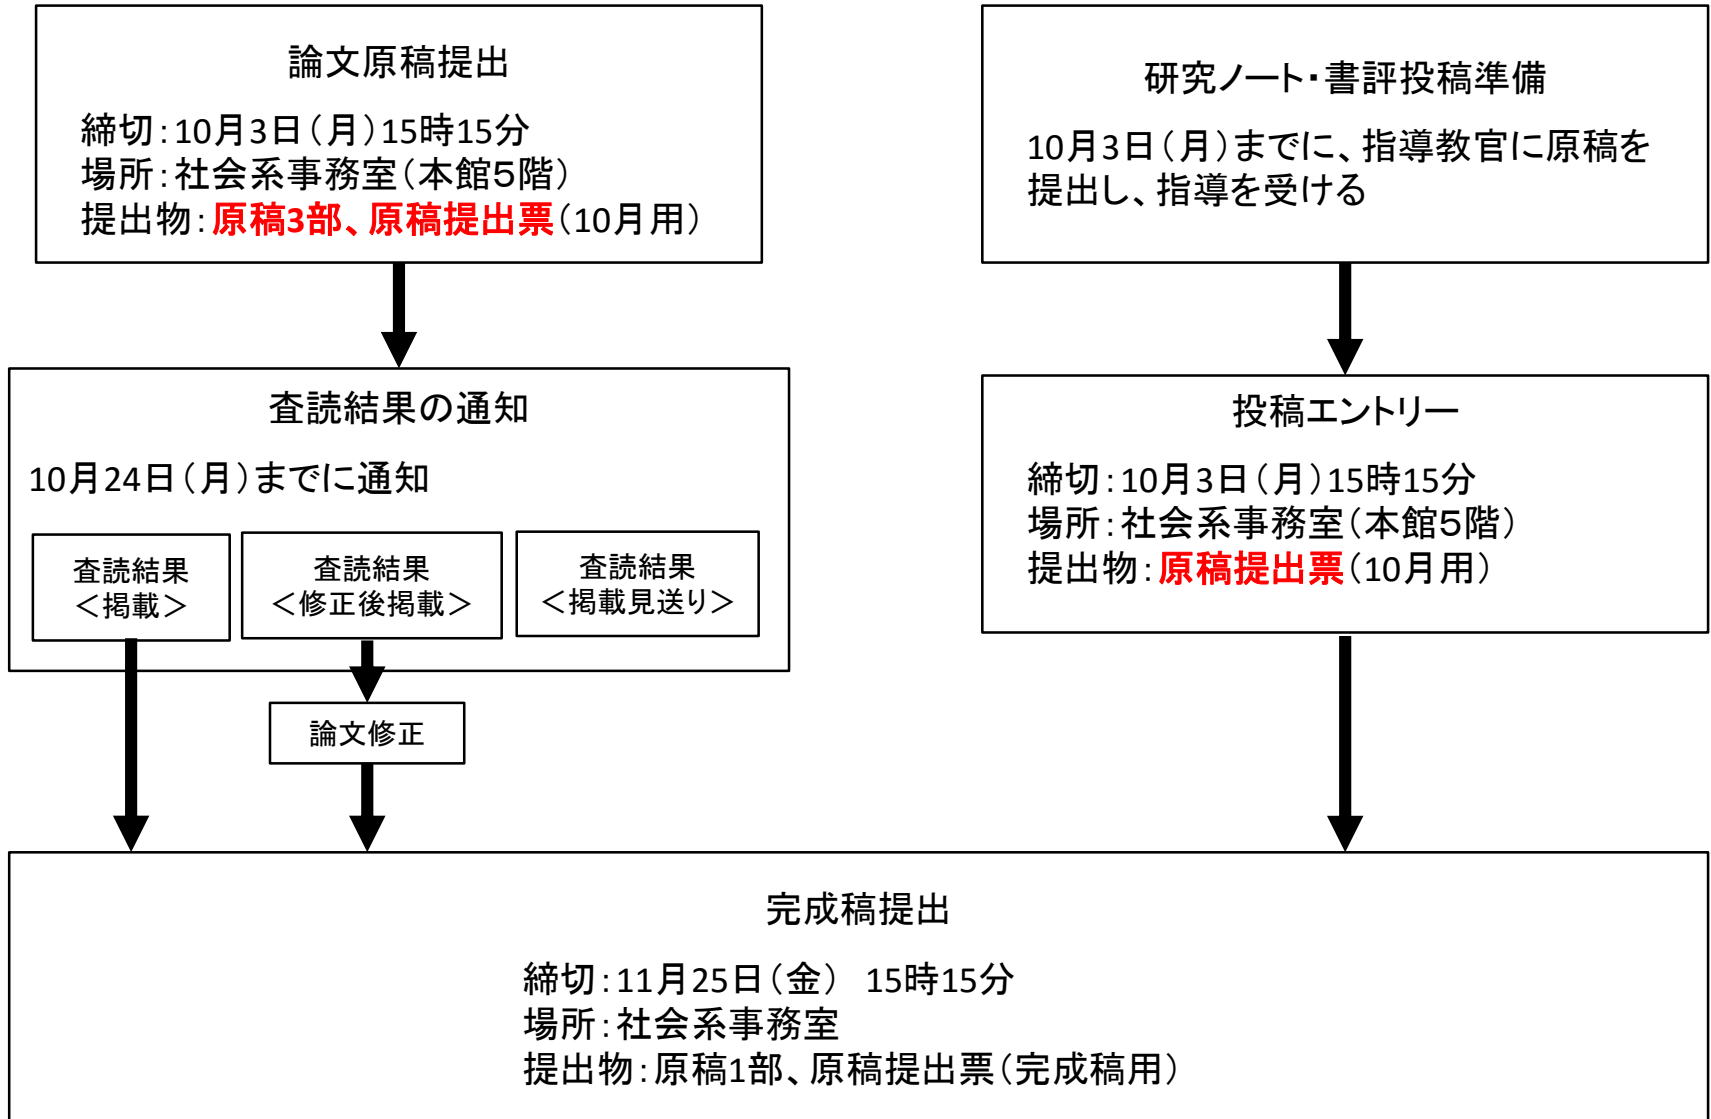 論文原稿提出
締切：10月3日（月）15時15分
場所：社会系事務室（本館５階）
提出物：原稿3部、原稿提出票（10月用）
研究ノート・書評投稿準備
10月3日（月）までに、指導教官に原稿を
提出し、指導を受ける
査読結果の通知
10月24日（月）までに通知
査読結果
＜掲載＞
査読結果
＜修正後掲載＞
査読結果
＜掲載見送り＞
論文修正
投稿エントリー
締切：10月3日（月）15時15分
場所：社会系事務室（本館５階）
提出物：原稿提出票（10月用）
完成稿提出
締切：11月25日（金）　15時15分
場所：社会系事務室
提出物：原稿1部、原稿提出票（完成稿用）